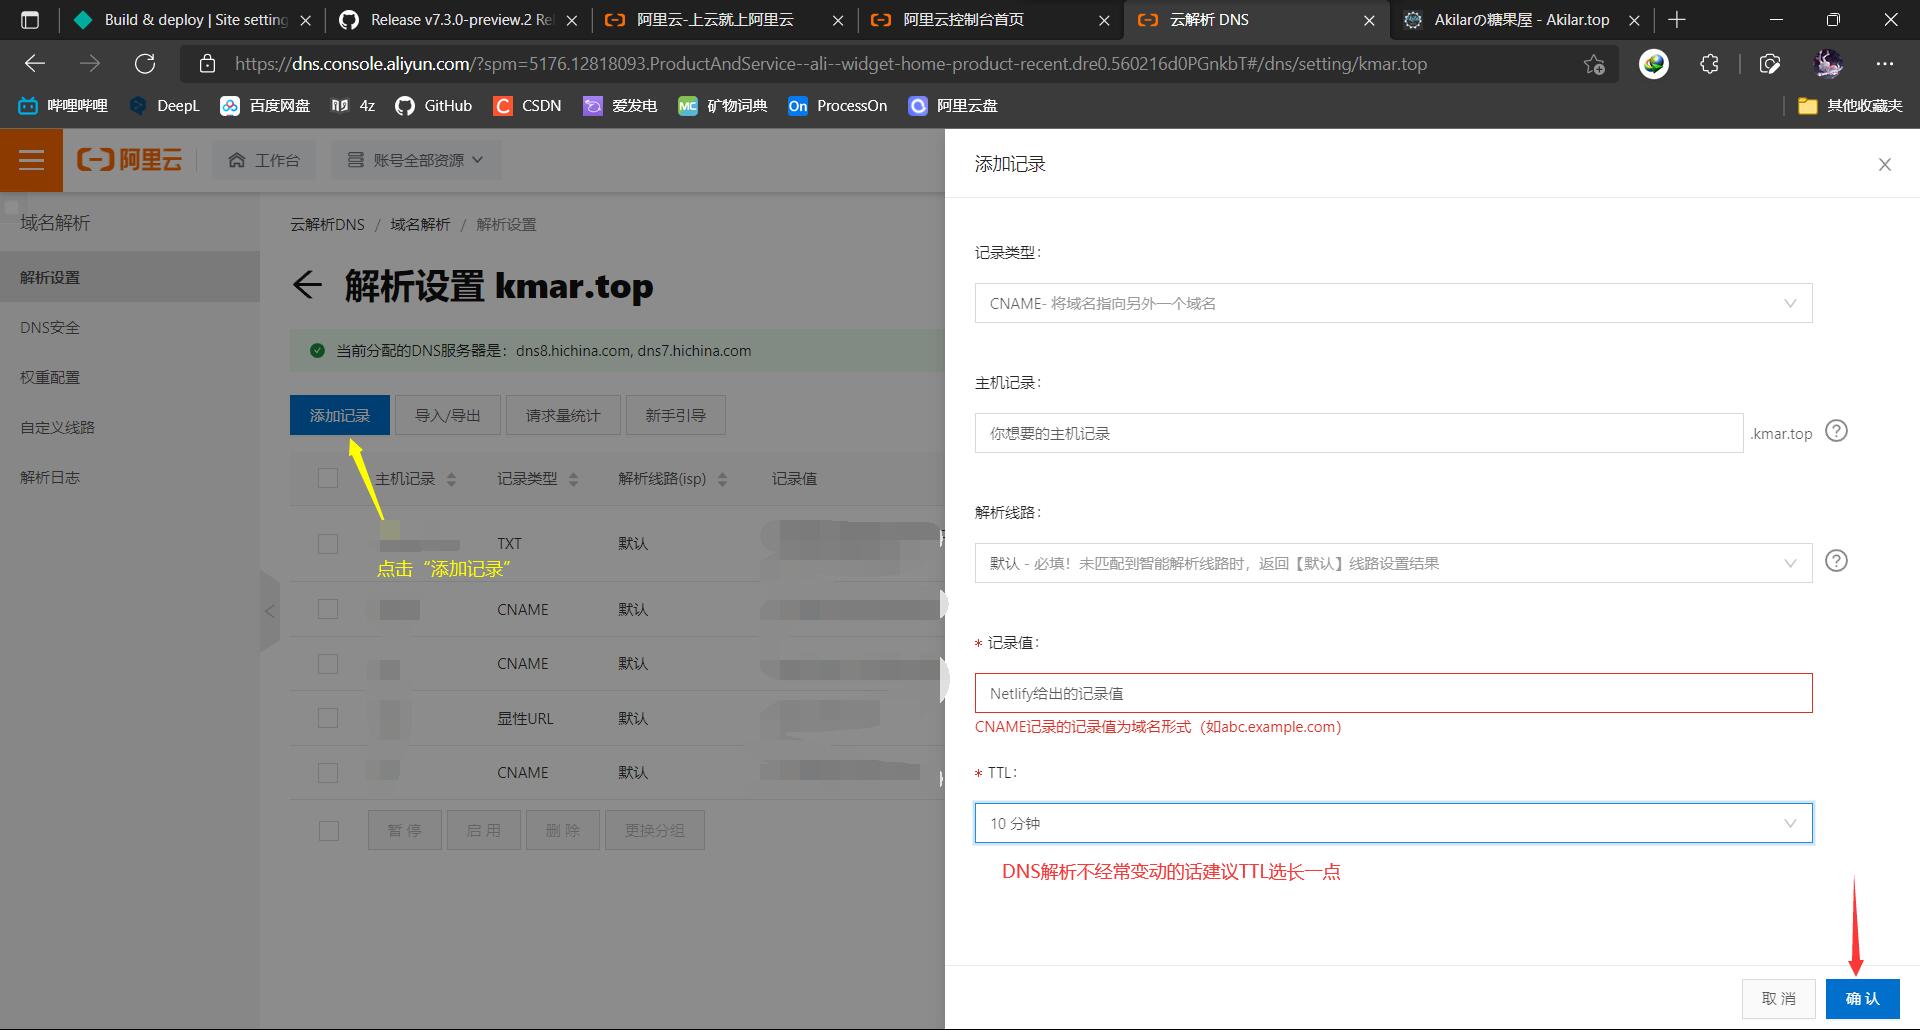 Build & deploy | Site setting
Release v7.3.0-preview.2 Rel
阿里云-上云就上阿里云
阿里云控制台首页
云解析 DNS
Akilarの糖果屋 - Akilar.top
https://dns.console.aliyun.com/?spm=5176.12818093.ProductAndService--ali--widget-home-product-recent.dre0.560216d0PGnkbT#/dns/setting/kmar.top
哔哩哔哩
DeepL
百度网盘
4z
GitHub
C CSDN
爱发电
MC 矿物词典
On ProcessOn
阿里云盘
其他收藏夹
阿里云
工作台
账号全部资源
域名解析
解析设置
DNS安全
权重配置
自定义线路
解析日志
云解析DNS / 域名解析 / 解析设置
解析设置 kmar.top
当前分配的DNS服务器是：dns8.hichina.com, dns7.hichina.com
添加记录 导入/导出 请求量统计 新手引导
主机记录 记录类型 解析线路(isp) 记录值
TXT 默认
点击“添加记录”
CNAME 默认
CNAME 默认
显性URL 默认
CNAME 默认
暂 停 启 用 删 除 更换分组
添加记录
记录类型：
CNAME- 将域名指向另外一个域名
主机记录：
你想要的主机记录 .kmar.top
解析线路：
默认 - 必填！未匹配到智能解析线路时，返回【默认】线路设置结果
* 记录值：
Netlify给出的记录值
CNAME记录的记录值为域名形式（如abc.example.com）
* TTL：
10 分钟
DNS解析不经常变动的话建议TTL选长一点
取 消 确 认